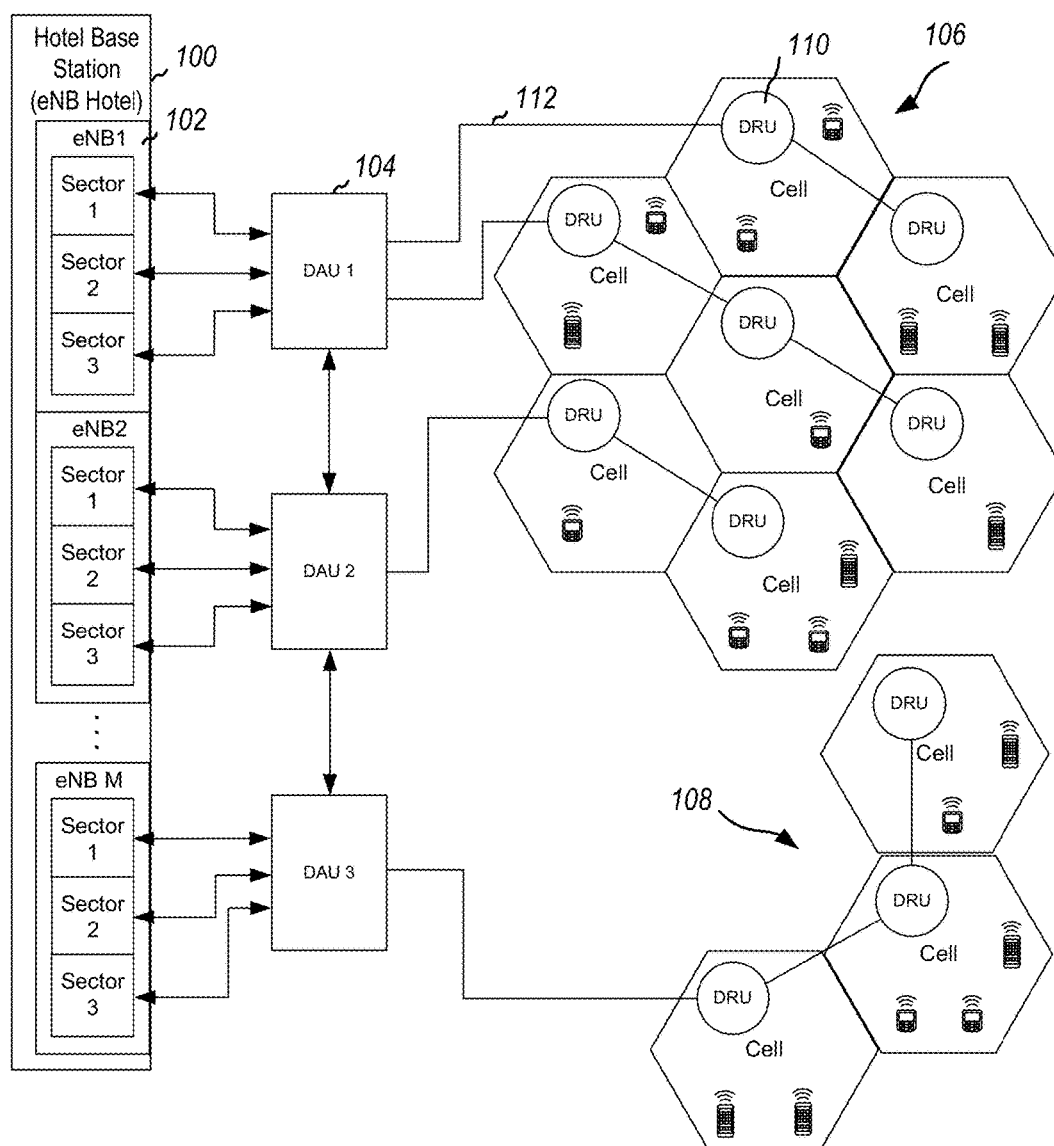 Hotel Base
Station
(eNB Hotel)
100
eNB1
102
Sector
1
Sector
2
Sector
3
eNB2
Sector
1
Sector
2
Sector
3
eNB M
Sector
1
Sector
2
Sector
3
104
DAU 1
DAU 2
DAU 3
112
110
106
DRU
Cell
DRU
Cell
DRU
Cell
DRU
Cell
DRU
Cell
DRU
Cell
DRU
Cell
108
DRU
Cell
DRU
Cell
DRU
Cell